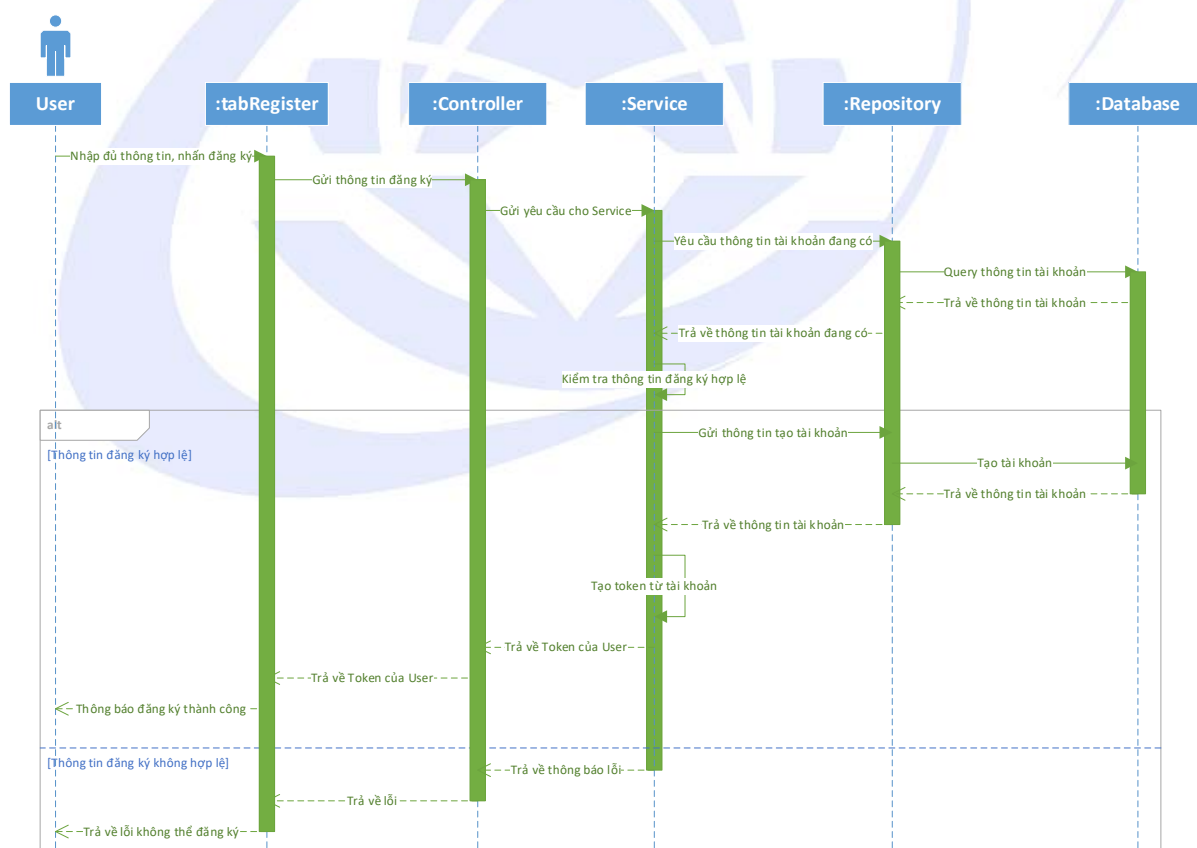 User
:tabRegister
:Controller
:Service
:Repository
:Database
Nhập đủ thông tin, nhấn đăng ký
Gửi thông tin đăng ký
Gửi yêu cầu cho Service
Yêu cầu thông tin tài khoản đang có
Query thông tin tài khoản
Trả về thông tin tài khoản
Trả về thông tin tài khoản đang có
Kiểm tra thông tin đăng ký hợp lệ
alt
Gửi thông tin tạo tài khoản
[Thông tin đăng ký hợp lệ]
Tạo tài khoản
Trả về thông tin tài khoản
Trả về thông tin tài khoản
Tạo token từ tài khoản
Trả về Token của User
Trả về Token của User
Thông báo đăng ký thành công
[Thông tin đăng ký không hợp lệ]
Trả về thông báo lỗi
Trả về lỗi
Trả về lỗi không thể đăng ký